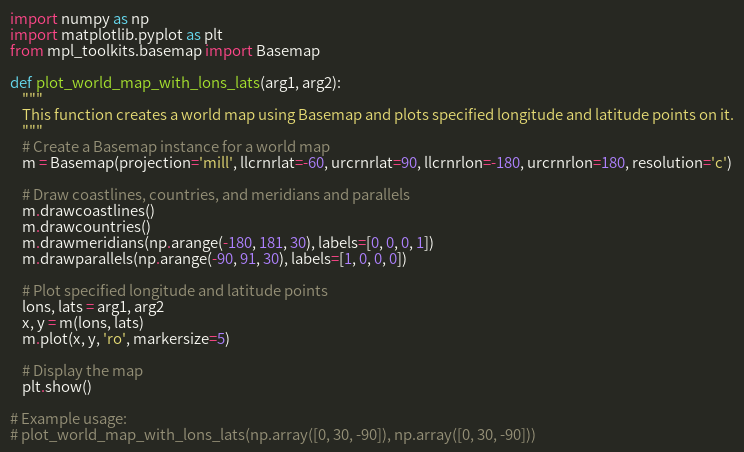 import numpy as np
import matplotlib.pyplot as plt
from mpl_toolkits.basemap import Basemap

def plot_world_map_with_lons_lats(arg1, arg2):
    """
    This function creates a world map using Basemap and plots specified longitude and latitude points on it.
    """
    # Create a Basemap instance for a world map
    m = Basemap(projection='mill', llcrnrlat=-60, urcrnrlat=90, llcrnrlon=-180, urcrnrlon=180, resolution='c')

    # Draw coastlines, countries, and meridians and parallels
    m.drawcoastlines()
    m.drawcountries()
    m.drawmeridians(np.arange(-180, 181, 30), labels=[0, 0, 0, 1])
    m.drawparallels(np.arange(-90, 91, 30), labels=[1, 0, 0, 0])

    # Plot specified longitude and latitude points
    lons, lats = arg1, arg2
    x, y = m(lons, lats)
    m.plot(x, y, 'ro', markersize=5)

    # Display the map
    plt.show()

# Example usage:
# plot_world_map_with_lons_lats(np.array([0, 30, -90]), np.array([0, 30, -90]))